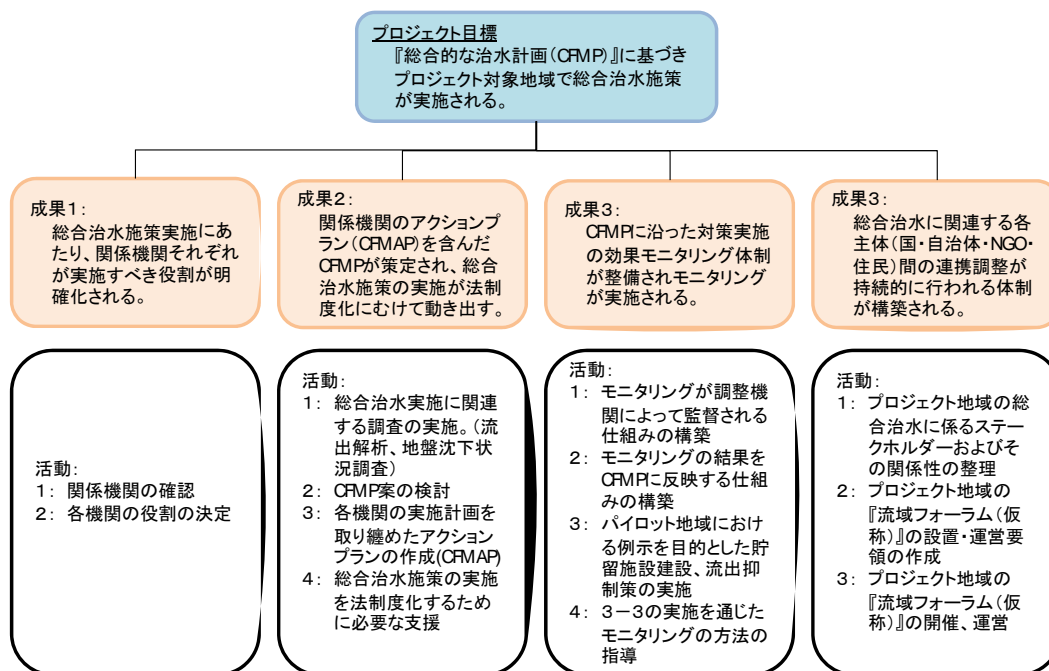 プロジェクト目標
『総合的な治水計画(CFMP)』に基づき
プロジェクト対象地域で総合治水施策
が実施される。
成果1:
総合治水施策実施にあ
たり、関係機関それぞれ
が実施すべき役割が明
確化される。
成果2:
関係機関のアクションプ
ラン(CFMAP)を含んだ
CFMPが策定され、総合
治水施策の実施が法制
度化にむけて動き出す。
成果3:
CFMPに沿った対策実施
の効果モニタリング体制
が整備されモニタリング
が実施される。
成果3:
総合治水に関連する各
主体(国・自治体・NGO・
住民)間の連携調整が
持続的に行われる体制
が構築される。
活動:
1: 関係機関の確認
2: 各機関の役割の決定
活動:
1: 総合治水実施に関連
する調査の実施。(流
出解析、地盤沈下状
況調査)
2: CFMP案の検討
3: 各機関の実施計画を
取り纏めたアクション
プランの作成(CFMAP)
4: 総合治水施策の実施
を法制度化するため
に必要な支援
活動:
1: モニタリングが調整機
関によって監督される
仕組みの構築
2: モニタリングの結果を
CFMPに反映する仕組
みの構築
3: パイロット地域におけ
る例示を目的とした貯
留施設建設、流出抑
制策の実施
4: 3-3の実施を通じた
モニタリングの方法の
指導
活動:
1: プロジェクト地域の総
合治水に係るステー
クホルダーおよびそ
の関係性の整理
2: プロジェクト地域の
『流域フォーラム(仮
称)』の設置・運営要
領の作成
3: プロジェクト地域の
『流域フォーラム(仮
称)』の開催、運営